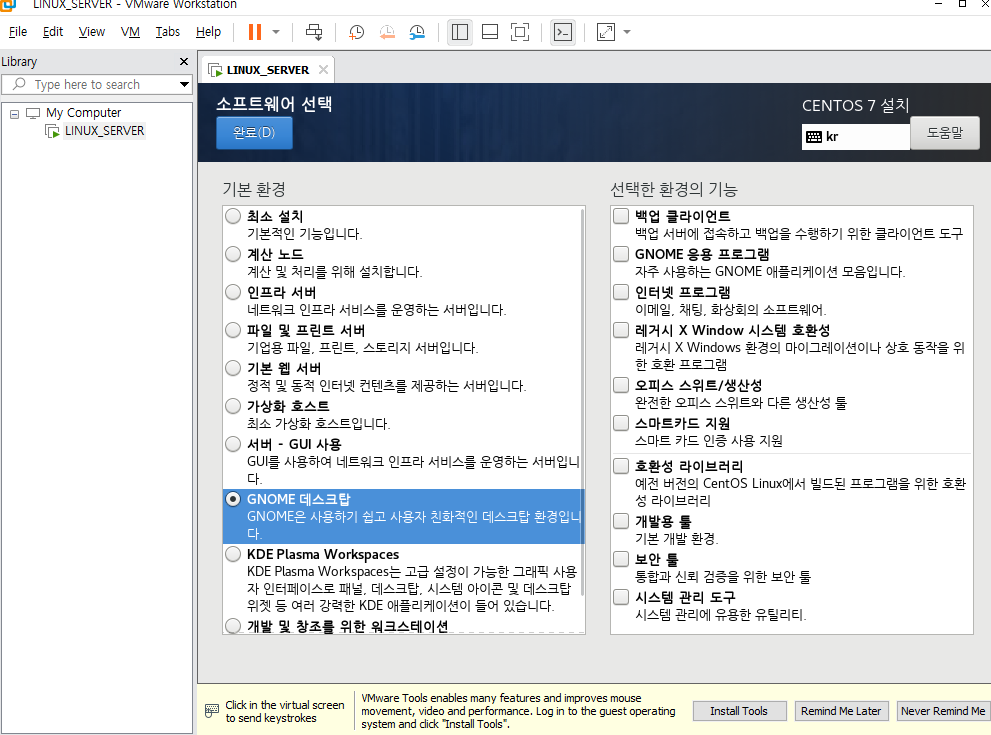 LINUX_SERVER - VMware Workstation
File Edit View VM Tabs Help
Library
Type here to search
My Computer
LINUX_SERVER
LINUX_SERVER
소프트웨어 선택
완료(D)
CENTOS 7 설치
kr
도움말
기본 환경
최소 설치
기본적인 기능입니다.
계산 노드
계산 및 처리를 위해 설치합니다.
인프라 서버
네트워크 인프라 서비스를 운영하는 서버입니다.
파일 및 프린트 서버
기업용 파일, 프린트, 스토리지 서버입니다.
기본 웹 서버
정적 및 동적 인터넷 컨텐츠를 제공하는 서버입니다.
가상화 호스트
최소 가상화 호스트입니다.
서버 - GUI 사용
GUI를 사용하여 네트워크 인프라 서비스를 운영하는 서버입니
다.
GNOME 데스크탑
GNOME은 사용하기 쉽고 사용자 친화적인 데스크탑 환경입니
다.
KDE Plasma Workspaces
KDE Plasma Workspaces는 고급 설정이 가능한 그래픽 사용
자 인터페이스로 패널, 데스크탑, 시스템 아이콘 및 데스크탑
위젯 등 여러 강력한 KDE 애플리케이션이 들어 있습니다.
개발 및 창조를 위한 워크스테이션
선택한 환경의 기능
백업 클라이언트
백업 서버에 접속하고 백업을 수행하기 위한 클라이언트 도구
GNOME 응용 프로그램
자주 사용하는 GNOME 애플리케이션 모음입니다.
인터넷 프로그램
이메일, 채팅, 화상회의 소프트웨어.
레거시 X Window 시스템 호환성
레거시 X Windows 환경의 마이그레이션이나 상호 동작을 위
한 호환 프로그램
오피스 스위트/생산성
완전한 오피스 스위트와 다른 생산성 툴
스마트카드 지원
스마트 카드 인증 사용 지원
호환성 라이브러리
예전 버전의 CentOS Linux에서 빌드된 프로그램을 위한 호환
성 라이브러리
개발용 툴
기본 개발 환경.
보안 툴
통합과 신뢰 검증을 위한 보안 툴
시스템 관리 도구
시스템 관리에 유용한 유틸리티.
Click in the virtual screen
to send keystrokes
VMware Tools enables many features and improves mouse
movement, video and performance. Log in to the guest operating
system and click "Install Tools".
Install Tools
Remind Me Later
Never Remind Me